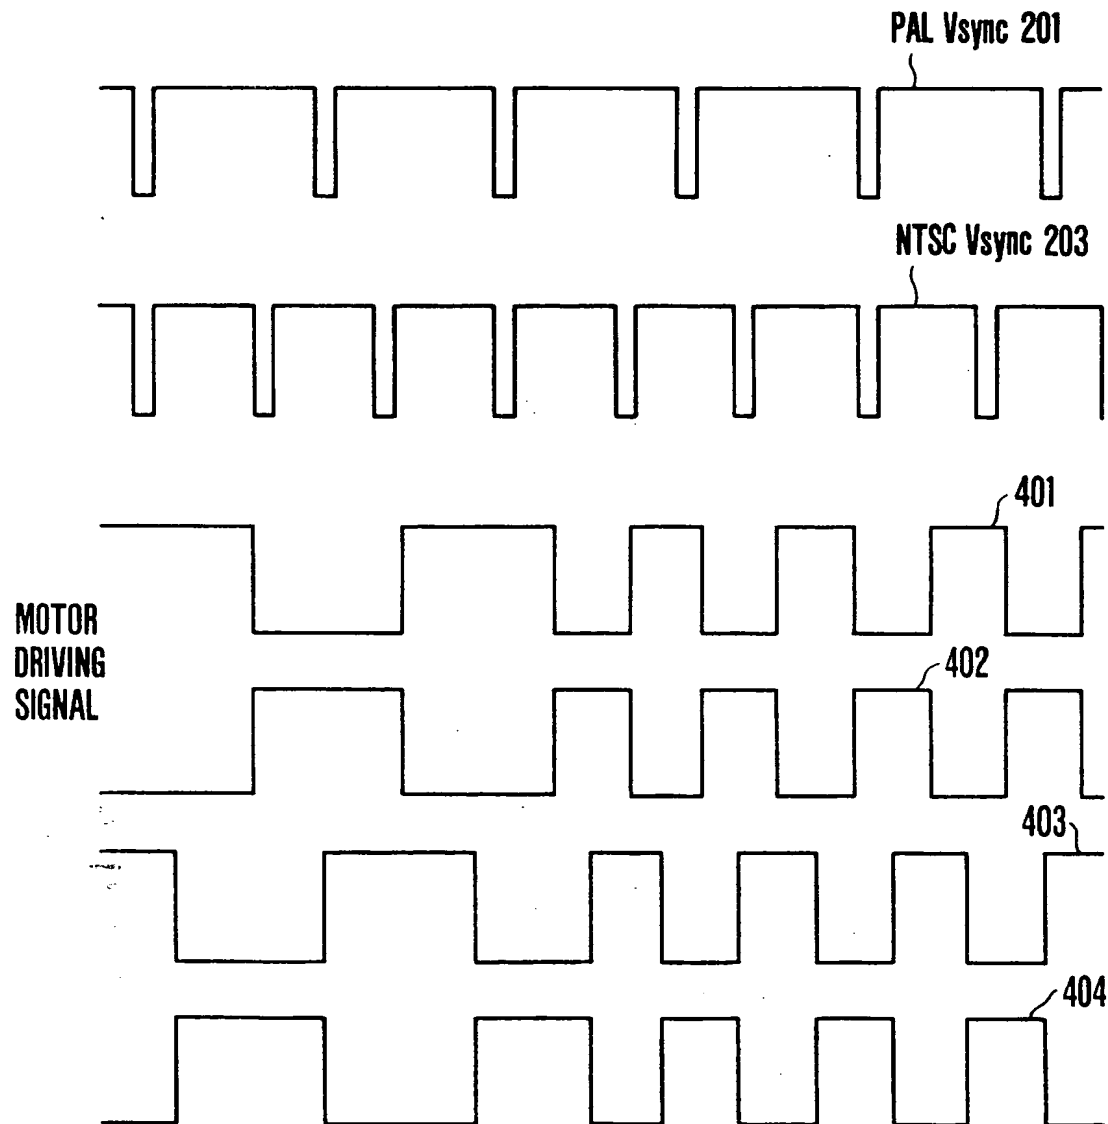 PAL Vsync 201
NTSC Vsync 203
401
MOTOR
DRIVING
SIGNAL
402
403
404